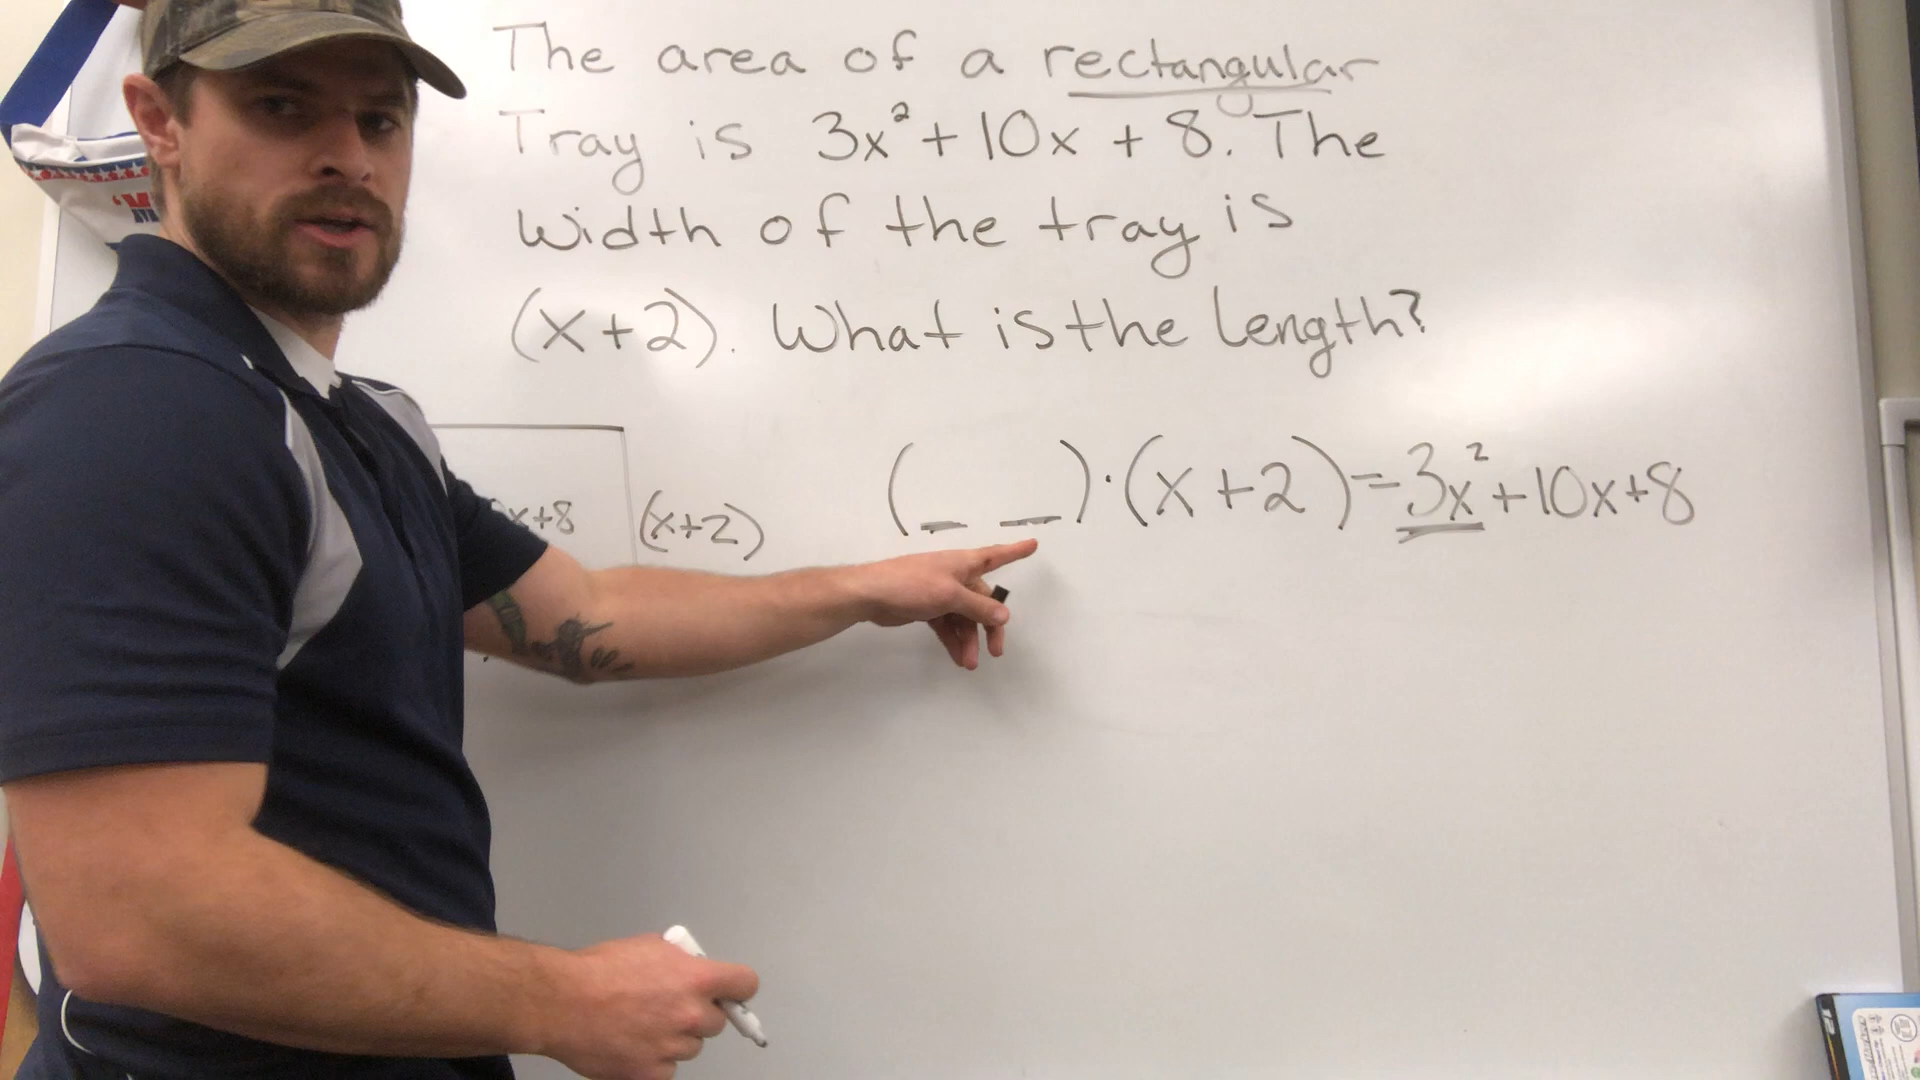 The area of a rectangular
Tray is 3x² + 10x + 8. The
width of the tray is
(x+2). What is the length?
x+8 (x+2)
(_ _)·(x+2)=3x²+10x+8